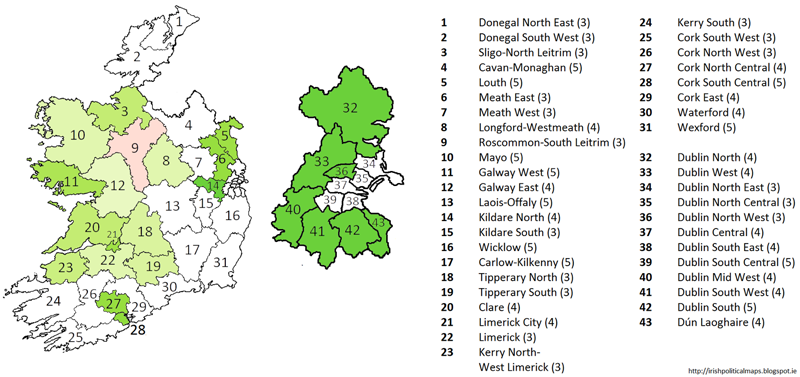 1
2
3
4
5
6
7
8
9
10
11
12
13
14
15
16
17
18
19
20
21
22
23
24
25
26
27
28
29
30
31
32
33
34
35
36
37
38
39
40
41
42
43
1 Donegal North East (3)
2 Donegal South West (3)
3 Sligo-North Leitrim (3)
4 Cavan-Monaghan (5)
5 Louth (5)
6 Meath East (3)
7 Meath West (3)
8 Longford-Westmeath (4)
9 Roscommon-South Leitrim (3)
10 Mayo (5)
11 Galway West (5)
12 Galway East (4)
13 Laois-Offaly (5)
14 Kildare North (4)
15 Kildare South (3)
16 Wicklow (5)
17 Carlow-Kilkenny (5)
18 Tipperary North (3)
19 Tipperary South (3)
20 Clare (4)
21 Limerick City (4)
22 Limerick (3)
23 Kerry North-
West Limerick (3)
24 Kerry South (3)
25 Cork South West (3)
26 Cork North West (3)
27 Cork North Central (4)
28 Cork South Central (5)
29 Cork East (4)
30 Waterford (4)
31 Wexford (5)
32 Dublin North (4)
33 Dublin West (4)
34 Dublin North East (3)
35 Dublin North Central (3)
36 Dublin North West (3)
37 Dublin Central (4)
38 Dublin South East (4)
39 Dublin South Central (5)
40 Dublin Mid West (4)
41 Dublin South West (4)
42 Dublin South (5)
43 Dún Laoghaire (4)
http://irishpoliticalmaps.blogspot.ie